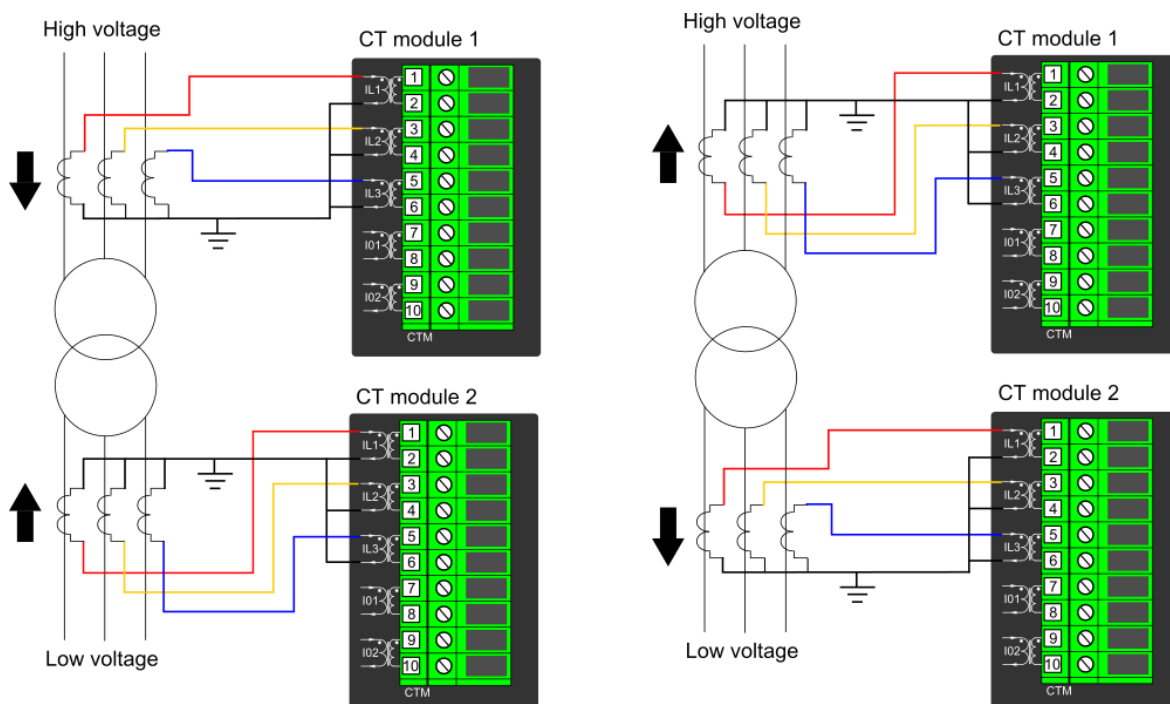 High voltage
CT module 1
IL1
1
2
IL2
3
4
IL3
5
6
I01
7
8
I02
9
10
CTM
CT module 2
IL1
1
2
IL2
3
4
IL3
5
6
I01
7
8
I02
9
10
CTM
Low voltage
High voltage
CT module 1
IL1
1
2
IL2
3
4
IL3
5
6
I01
7
8
I02
9
10
CTM
CT module 2
IL1
1
2
IL2
3
4
IL3
5
6
I01
7
8
I02
9
10
CTM
Low voltage